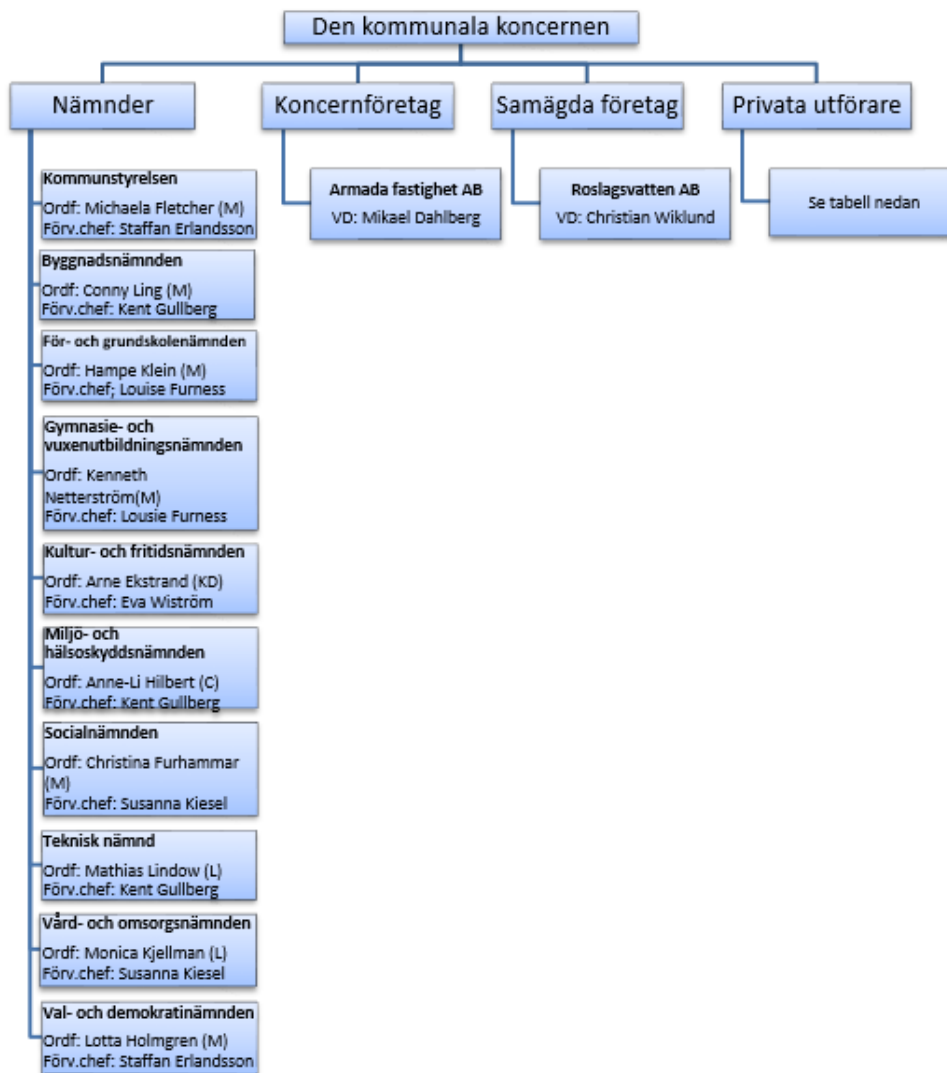 Den kommunala koncernen
Nämnder
Koncernföretag
Samägda företag
Privata utförare
Kommunstyrelsen
Ordf: Michaela Fletcher (M)
Förv.chef: Staffan Erlandsson
Byggnadsnämnden
Ordf: Conny Ling (M)
Förv.chef: Kent Gullberg
För- och grundskolenämnden
Ordf: Hampe Klein (M)
Förv.chef; Louise Furness
Gymnasie- och
vuxenutbildningsnämnden
Ordf: Kenneth
Netterström(M)
Förv.chef: Lousie Furness
Kultur- och fritidsnämnden
Ordf: Arne Ekstrand (KD)
Förv.chef: Eva Wiström
Miljö- och
hälsoskyddsnämnden
Ordf: Anne-Li Hilbert (C)
Förv.chef: Kent Gullberg
Socialnämnden
Ordf: Christina Furhammar
(M)
Förv.chef: Susanna Kiesel
Teknisk nämnd
Ordf: Mathias Lindow (L)
Förv.chef: Kent Gullberg
Vård- och omsorgsnämnden
Ordf: Monica Kjellman (L)
Förv.chef: Susanna Kiesel
Val- och demokratinämnden
Ordf: Lotta Holmgren (M)
Förv.chef: Staffan Erlandsson
Armada fastighet AB
VD: Mikael Dahlberg
Roslagsvatten AB
VD: Christian Wiklund
Se tabell nedan